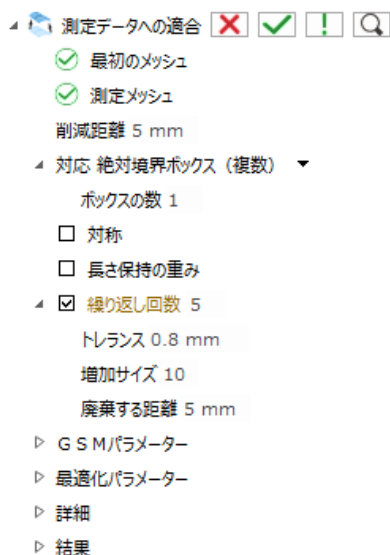 測定データへの適合
最初のメッシュ
測定メッシュ
削減距離 5 mm
対応 絶対境界ボックス（複数）
ボックスの数 1
対称
長さ保持の重み
繰り返し回数 5
トレランス 0.8 mm
増加サイズ 10
廃棄する距離 5 mm
ＧＳＭパラメーター
最適化パラメーター
詳細
結果